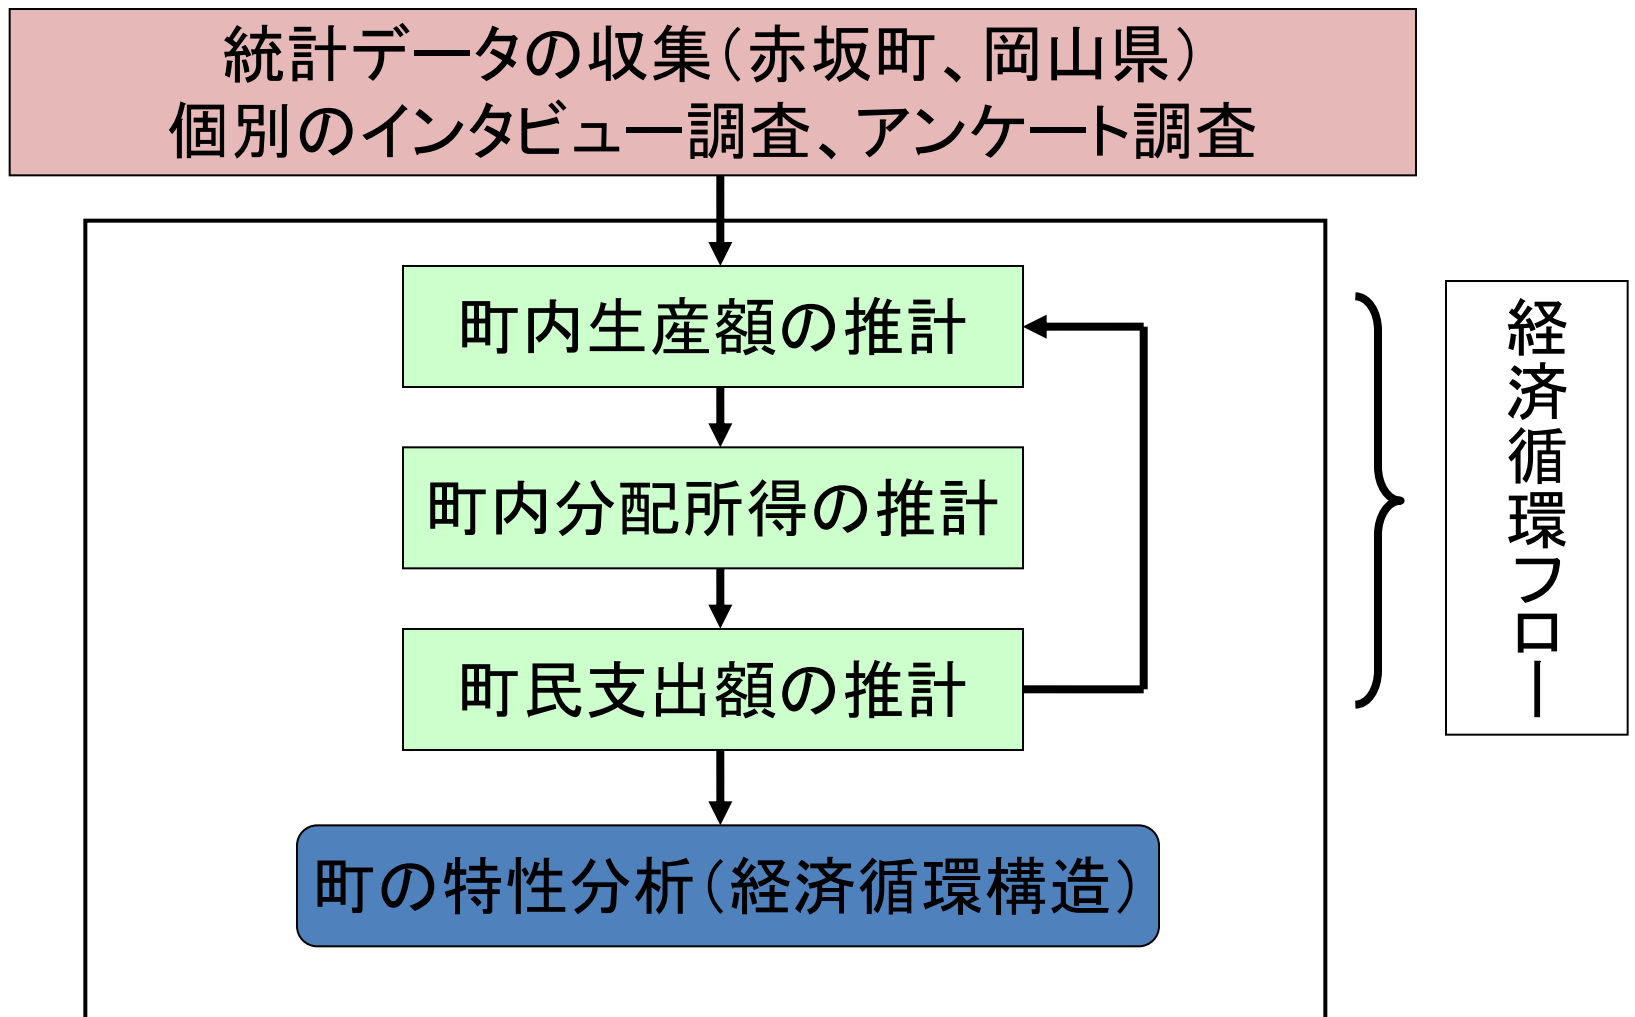 統計データの収集(赤坂町、岡山県)
個別のインタビュー調査、アンケート調査
町内生産額の推計
町内分配所得の推計
町民支出額の推計
町の特性分析(経済循環構造)
経済循環フロー